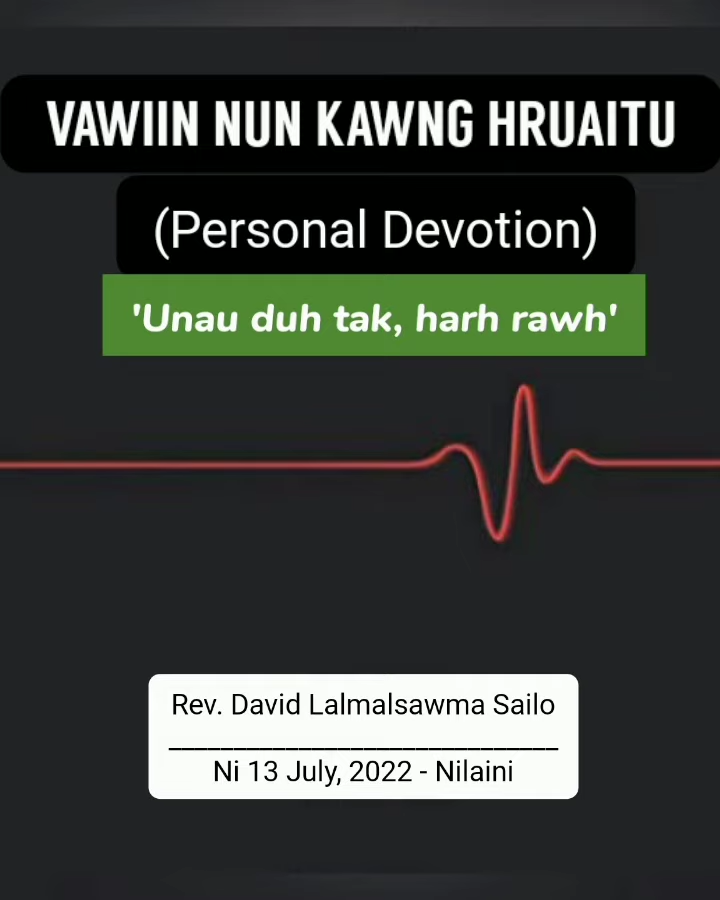 VAWIIN NUN KAWNG HRUAITU
(Personal Devotion)
'Unau duh tak, harh rawh'
Rev. David Lalmalsawma Sailo
______________________________
Ni 13 July, 2022 - Nilaini